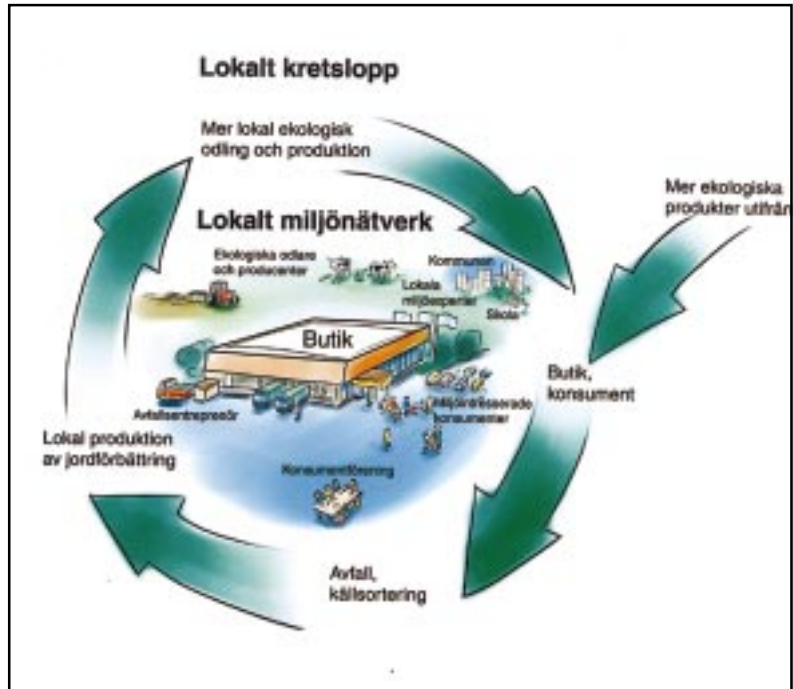 Lokalt kretslopp
Mer lokal ekologisk
odling och produktion
Mer ekologiska
produkter utifrån
Lokalt miljönätverk
Ekologiska odlare
och producenter
Kommunen
Lokala
miljöexperter
Skola
Butik
Butik,
konsument
Avfallsentreprenör
Miljöintresserade
konsumenter
Lokal produktion
av jordförbättring
Konsumentförening
Avfall,
källsortering